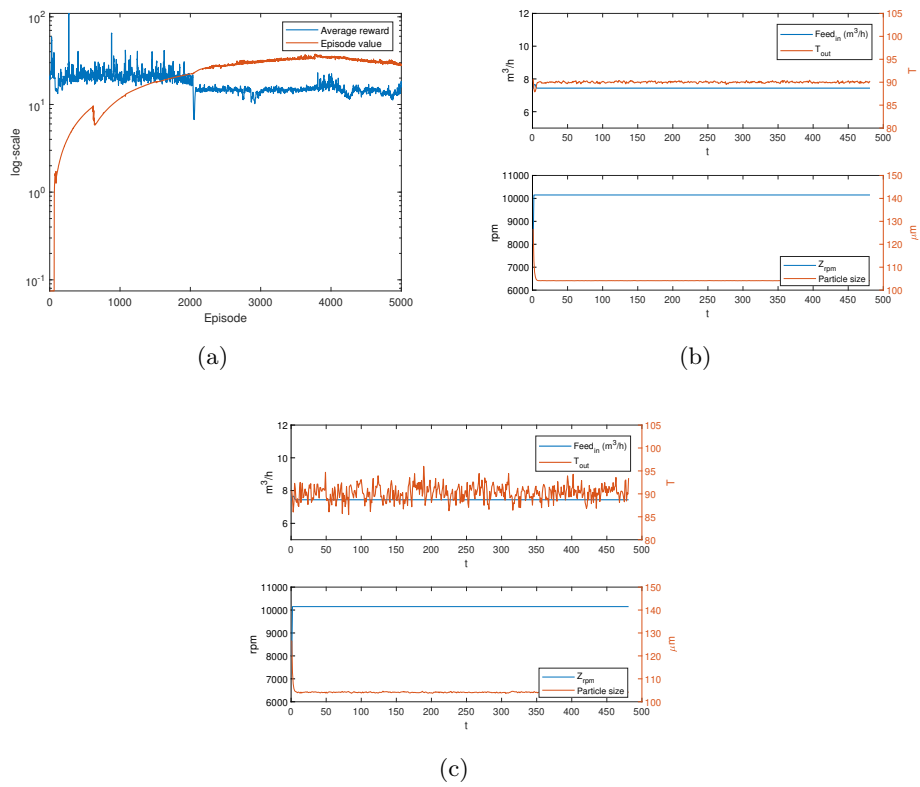 10^2
10^1
10^0
10^-1
log-scale
0 1000 2000 3000 4000 5000
Episode
Average reward
Episode value
(a)
12
10
8
6
m^3/h
105
100
95
90
85
80
T
0 50 100 150 200 250 300 350 400 450 500
t
Feed_in (m^3/h)
T_out
11000
10000
9000
8000
7000
6000
rpm
150
140
130
120
110
100
μm
0 50 100 150 200 250 300 350 400 450 500
t
Z_rpm
Particle size
(b)
12
10
8
6
m^3/h
105
100
95
90
85
80
T
0 50 100 150 200 250 300 350 400 450 500
t
Feed_in (m^3/h)
T_out
11000
10000
9000
8000
7000
6000
rpm
150
140
130
120
110
100
μm
0 50 100 150 200 250 300 350 400 450 500
t
Z_rpm
Particle size
(c)